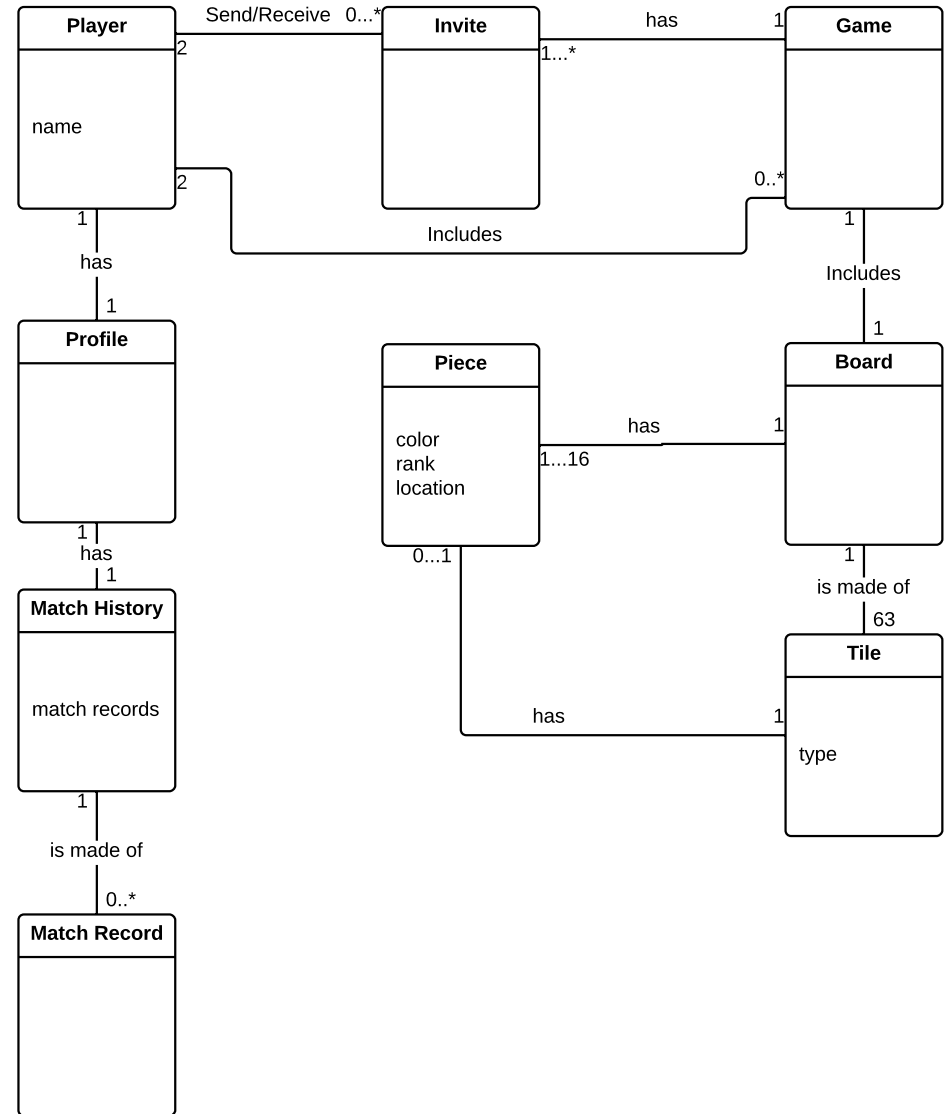 Player
Send/Receive
0...*
Invite
has
1
Game
2
1...*
name
2
0..*
1
Includes
1
has
Includes
1
1
Profile
Piece
Board
color
rank
location
has
1
1...16
1
has
1
0...1
1
is made of
63
Match History
Tile
match records
has
1
type
1
is made of
0..*
Match Record